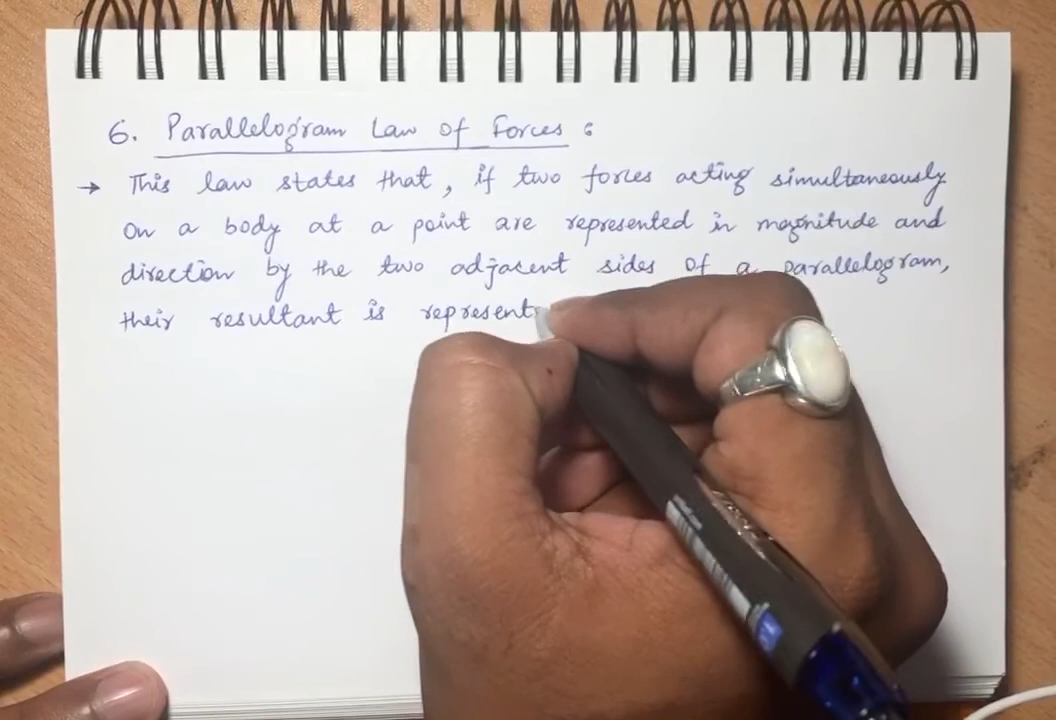 6. Parallelogram Law of Forces :
→ This law states that, if two forces acting simultaneously
on a body at a point are represented in magnitude and
direction by the two adjacent sides of a parallelogram,
their resultant is represent